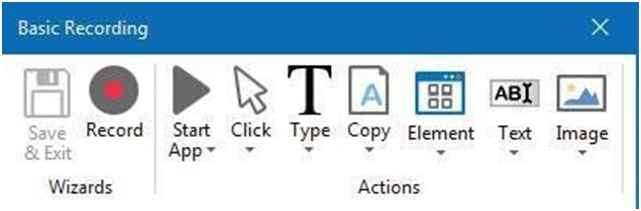 Basic Recording
Save & Exit
Record
Start App
Click
T
Type
A
Copy
Element
ABI
Text
Image
Wizards
Actions